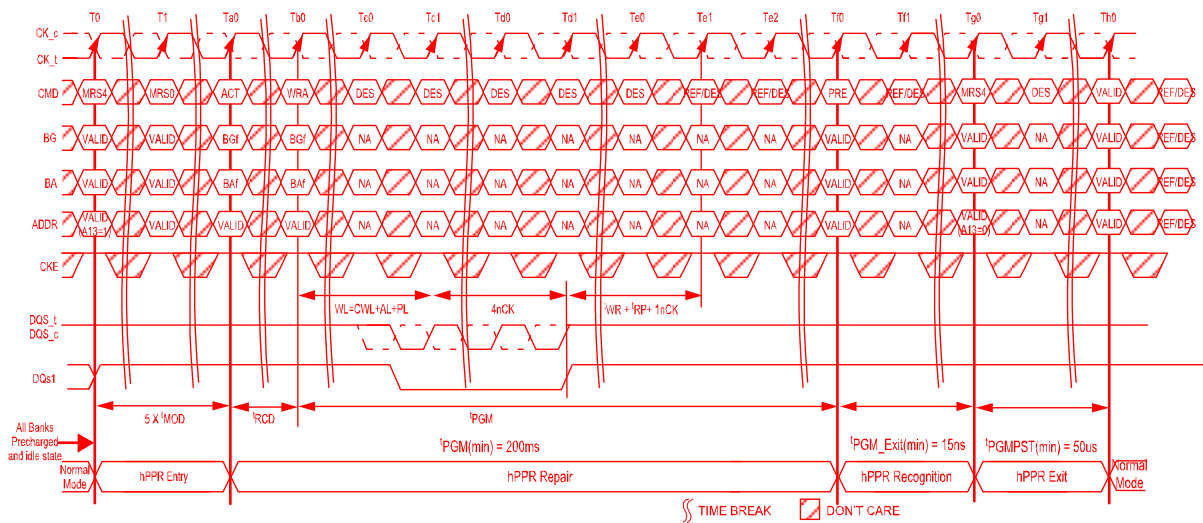 T0 T1 Ta0 Tb0 Tc0 Tc1 Td0 Td1 Te0 Te1 Te2 Tf0 Tf1 Tg0 Tg1 Th0
CK_c
CK_t
CMD MRS4 MRS0 ACT WRA DES DES DES DES DES REF/DES REF/DES PRE REF/DES MRS4 DES VALID REF/DES
BG VALID VALID BGf BGf NA NA NA NA NA NA NA VALID NA VALID NA VALID REF/DES
BA VALID VALID BAf BAf NA NA NA NA NA NA NA VALID NA VALID NA VALID REF/DES
ADDR VALID (A13=1) VALID VALID VALID NA NA NA NA NA NA NA VALID NA VALID (A13=0) NA VALID REF/DES
CKE
WL=CWL+AL+PL 4nCK tWR + tRP+ 1nCK
DQS_t
DQS_c
DQs1
5 X tMOD tRCD tPGM
All Banks
Precharged
and idle state
tPGM(min) = 200ms tPGM_Exit(min) = 15ns tPGMPST(min) = 50us
Normal Mode hPPR Entry hPPR Repair hPPR Recognition hPPR Exit Normal Mode
TIME BREAK DON'T CARE